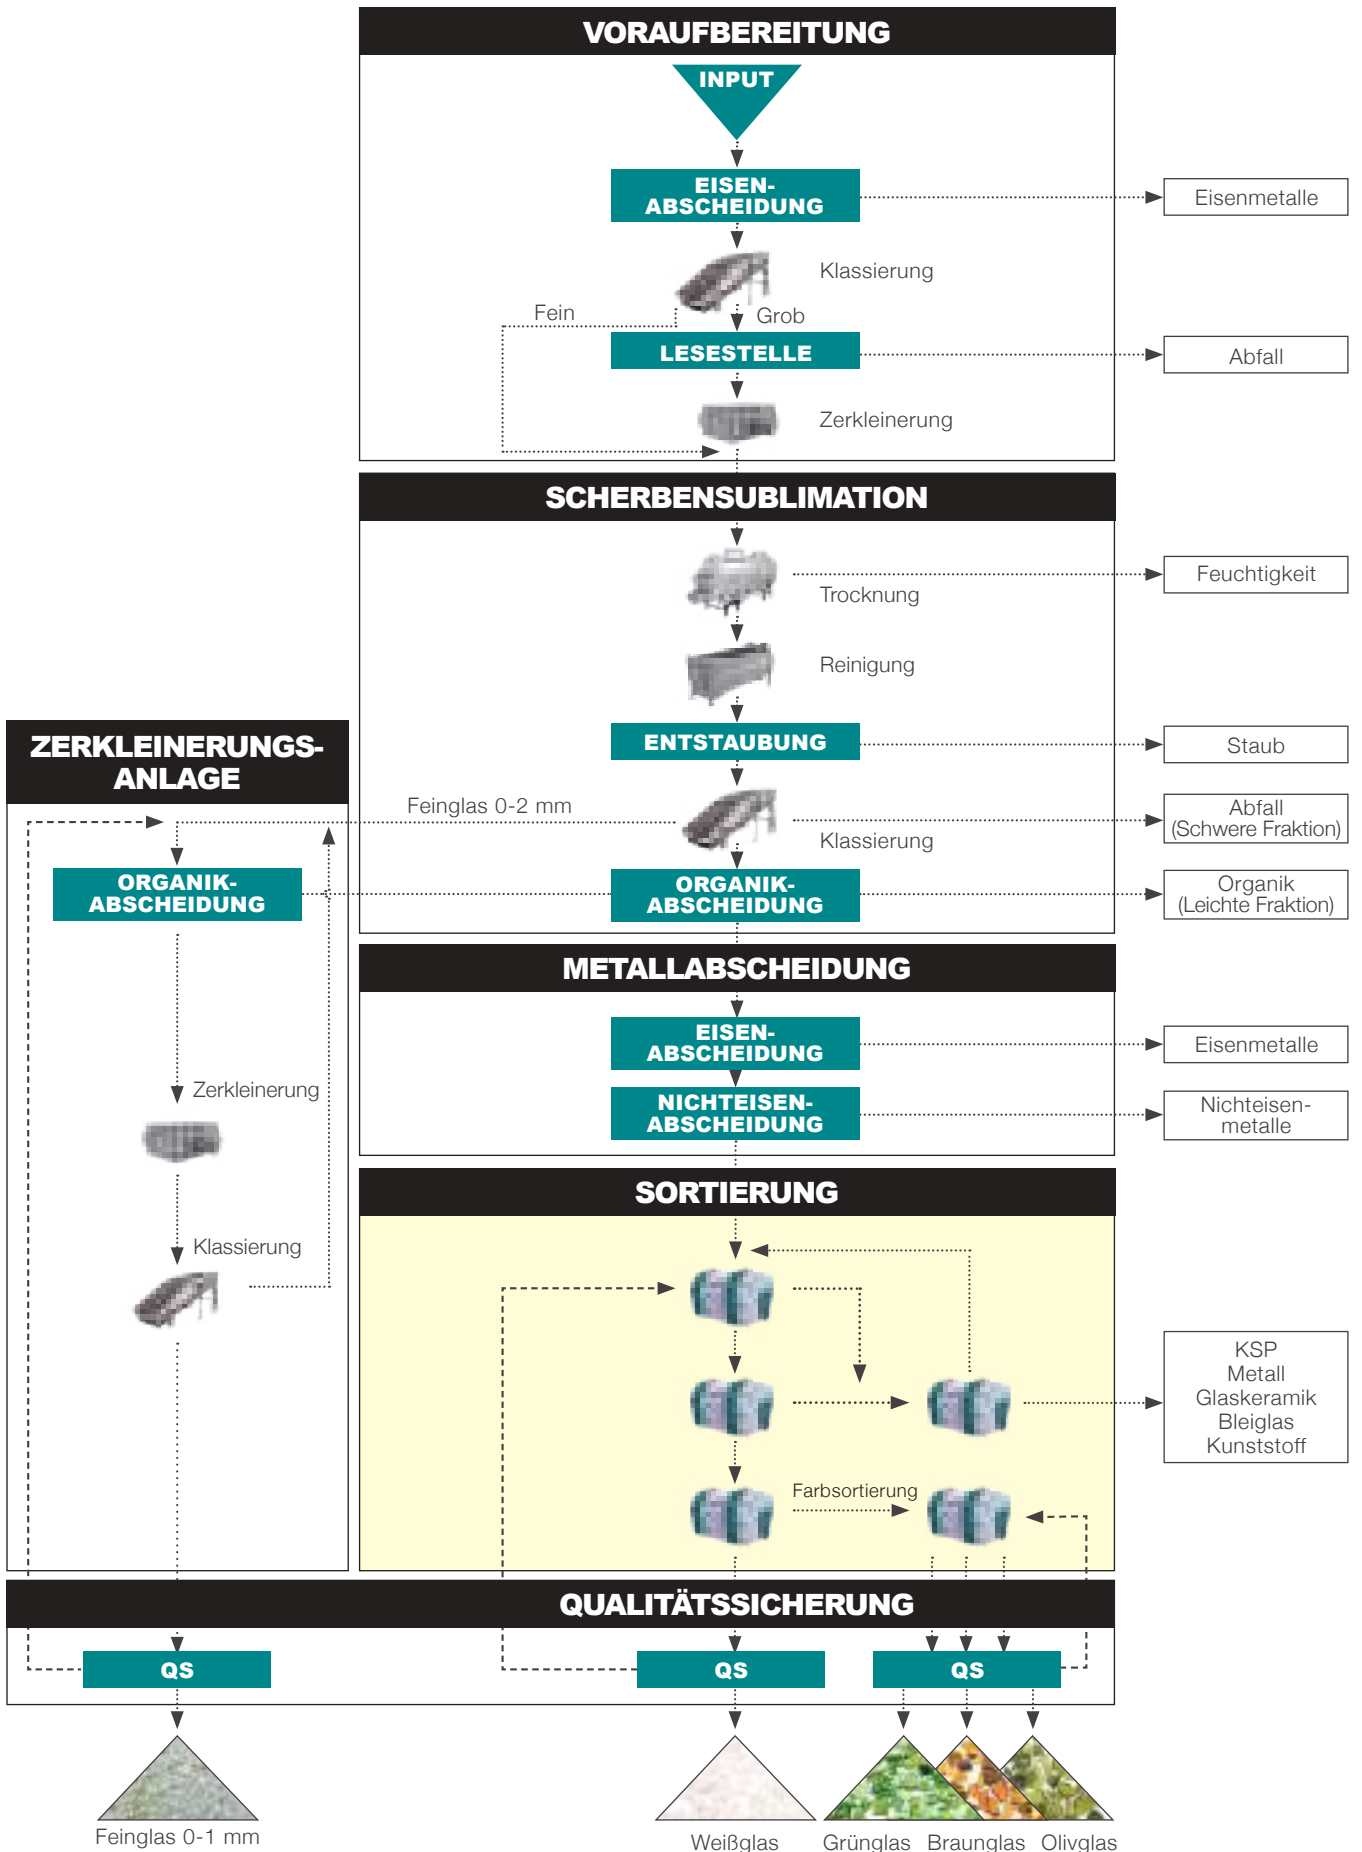 VORAUFBEREITUNG
INPUT
EISEN-
ABSCHEIDUNG
Eisenmetalle
Klassierung
Fein
Grob
LESESTELLE
Abfall
Zerkleinerung
SCHERBENSUBLIMATION
Feuchtigkeit
Trocknung
Reinigung
ENTSTAUBUNG
Staub
ZERKLEINERUNGS-
ANLAGE
Feinglas 0-2 mm
Klassierung
Abfall
(Schwere Fraktion)
ORGANIK-
ABSCHEIDUNG
ORGANIK-
ABSCHEIDUNG
Organik
(Leichte Fraktion)
METALLABSCHEIDUNG
EISEN-
ABSCHEIDUNG
Eisenmetalle
NICHTEISEN-
ABSCHEIDUNG
Nichteisen-
metalle
Zerkleinerung
Klassierung
SORTIERUNG
KSP
Metall
Glaskeramik
Bleiglas
Kunststoff
Farbsortierung
QUALITÄTSSICHERUNG
QS
QS
QS
Feinglas 0-1 mm
Weißglas
Grünglas
Braunglas
Olivglas